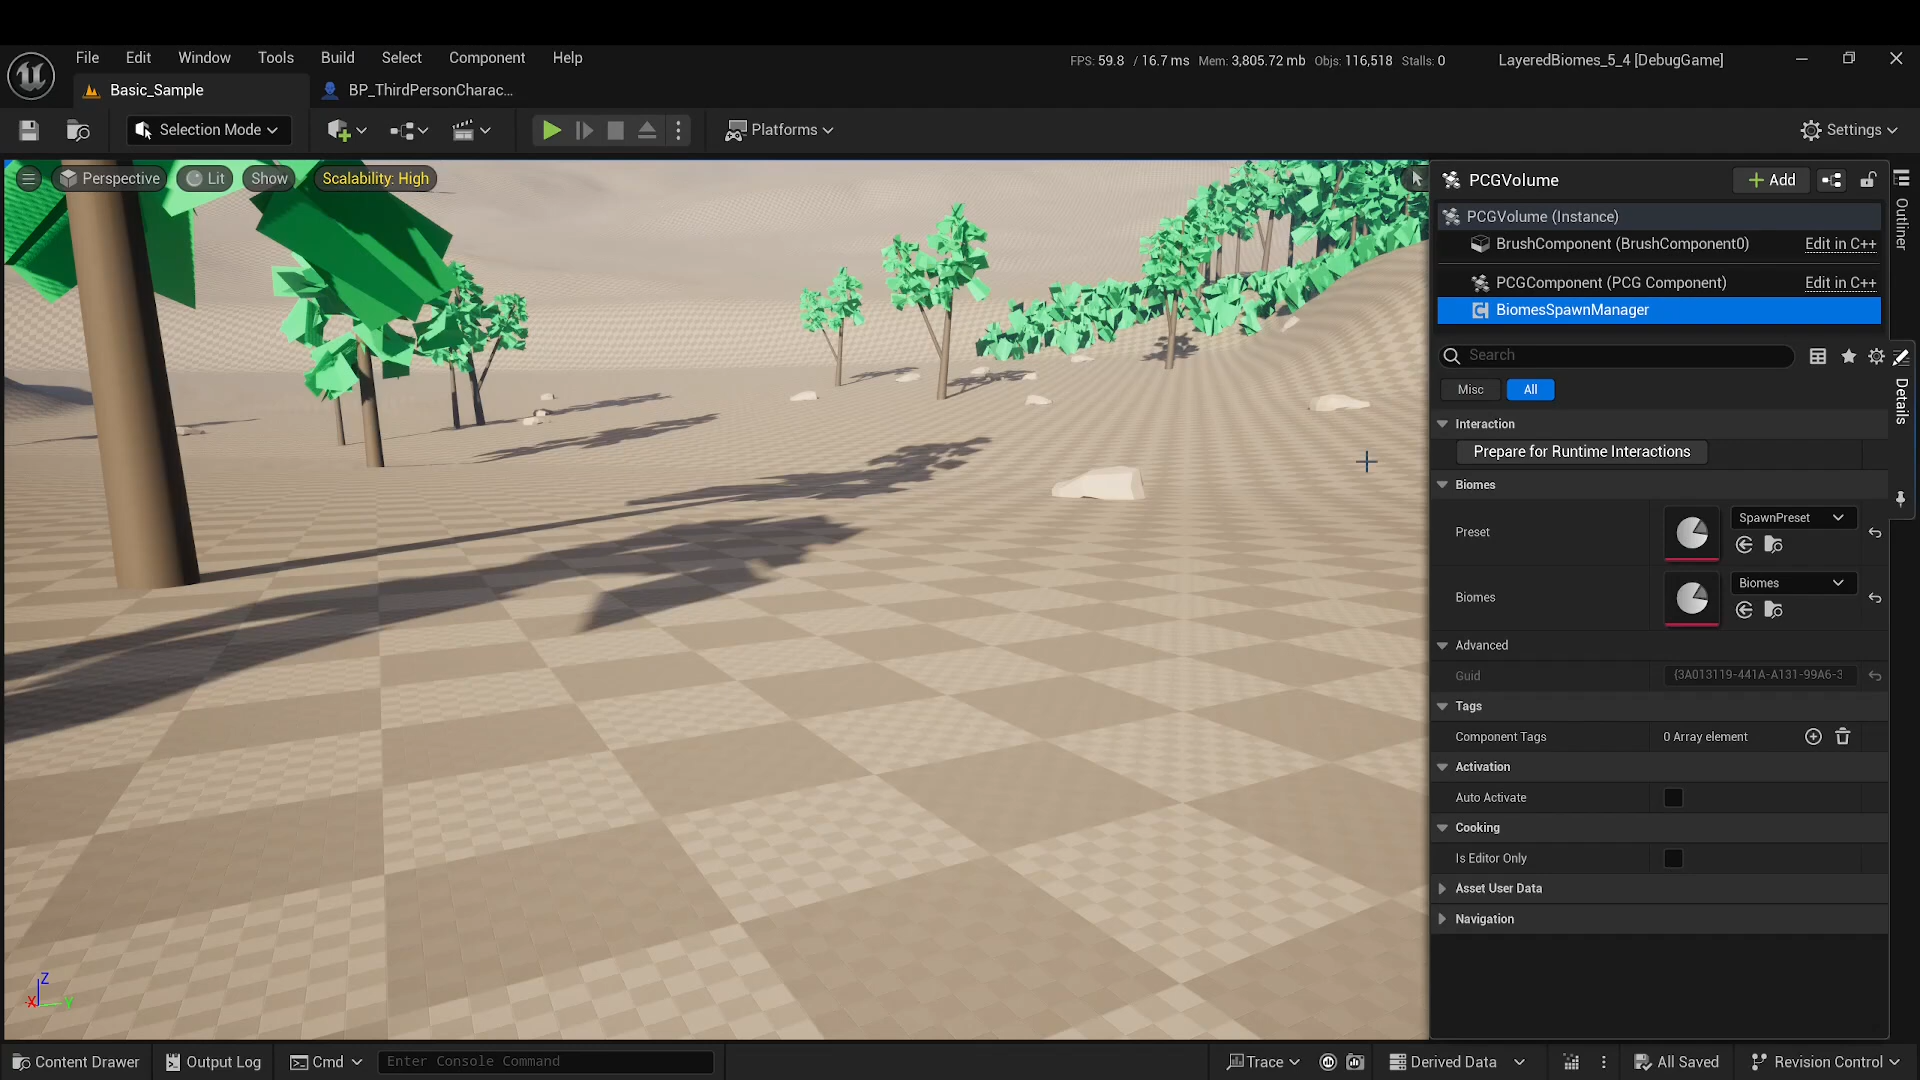 File Edit Window Tools Build Select Component Help
FPS: 59.8 / 16.7 ms Mem: 3,805.72 mb Objs: 116,518 Stalls: 0
LayeredBiomes_5_4 [DebugGame]
Basic_Sample
BP_ThirdPersonCharac...
Selection Mode
Platforms
Settings
Perspective
Lit
Show
Scalability: High
PCGVolume
Add
PCGVolume (Instance)
BrushComponent (BrushComponent0) Edit in C++
PCGComponent (PCG Component) Edit in C++
BiomesSpawnManager
Outliner
Search
Misc
All
Details
Interaction
Prepare for Runtime Interactions
Biomes
Preset
SpawnPreset
Biomes
Biomes
Advanced
Guid {3A013119-441A-A131-99A6-3
Tags
Component Tags 0 Array element
Activation
Auto Activate
Cooking
Is Editor Only
Asset User Data
Navigation
Z
X
Y
Content Drawer
Output Log
Cmd
Enter Console Command
Trace
Derived Data
All Saved
Revision Control